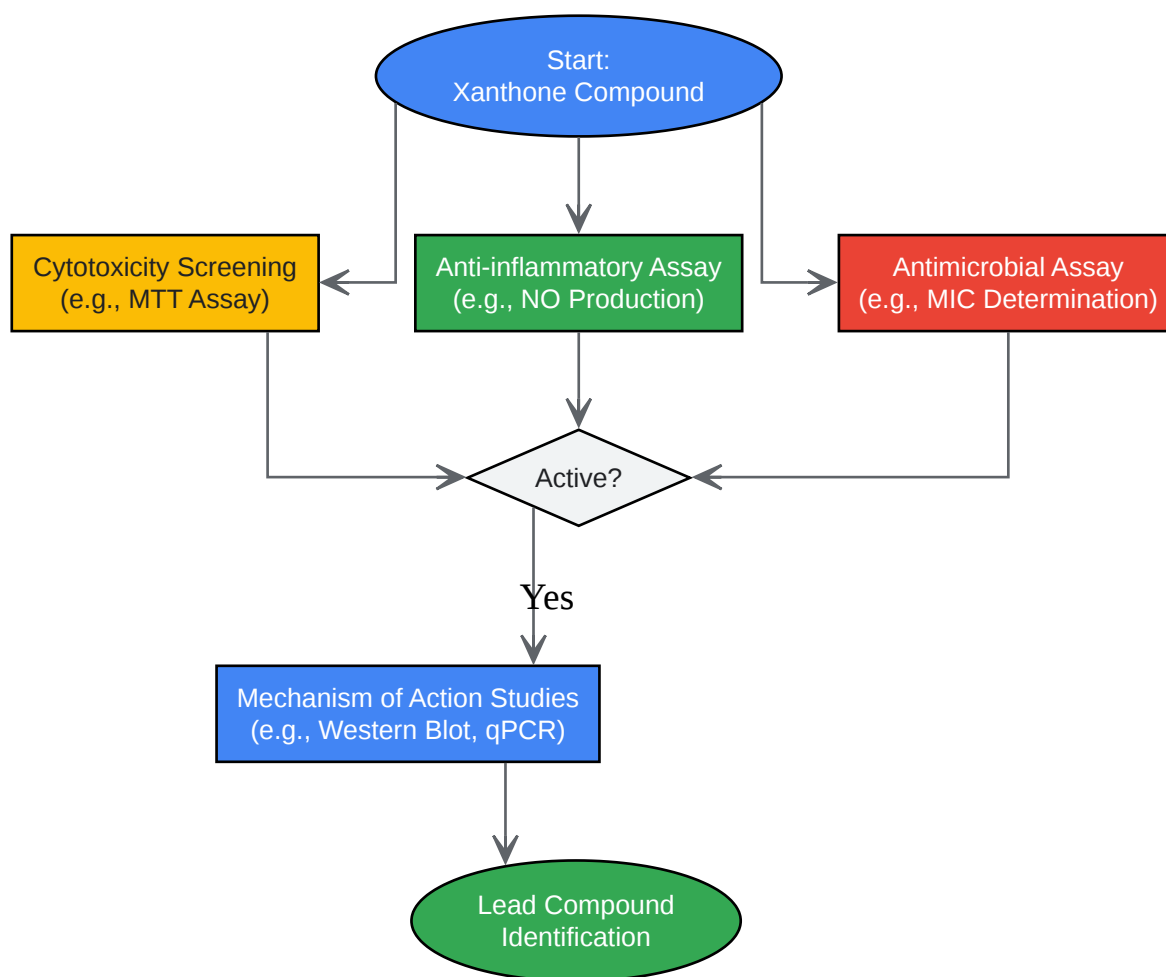 Start:
Xanthone Compound
Cytotoxicity Screening
(e.g., MTT Assay)
Anti-inflammatory Assay
(e.g., NO Production)
Antimicrobial Assay
(e.g., MIC Determination)
Active?
Yes
Mechanism of Action Studies
(e.g., Western Blot, qPCR)
Lead Compound
Identification